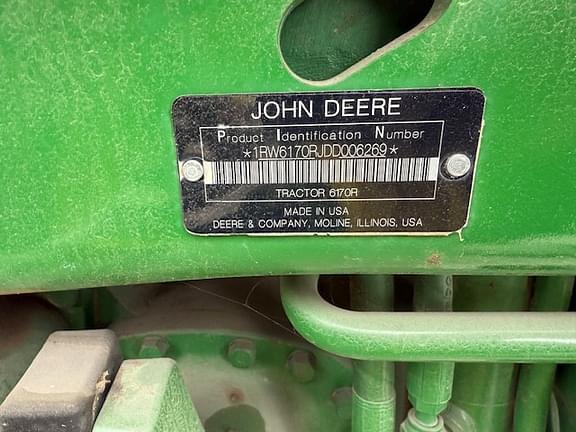 JOHN DEERE
Product Identification Number
*1RW6170RJDD006269*
TRACTOR 6170R
MADE IN USA
DEERE & COMPANY, MOLINE, ILLINOIS, USA